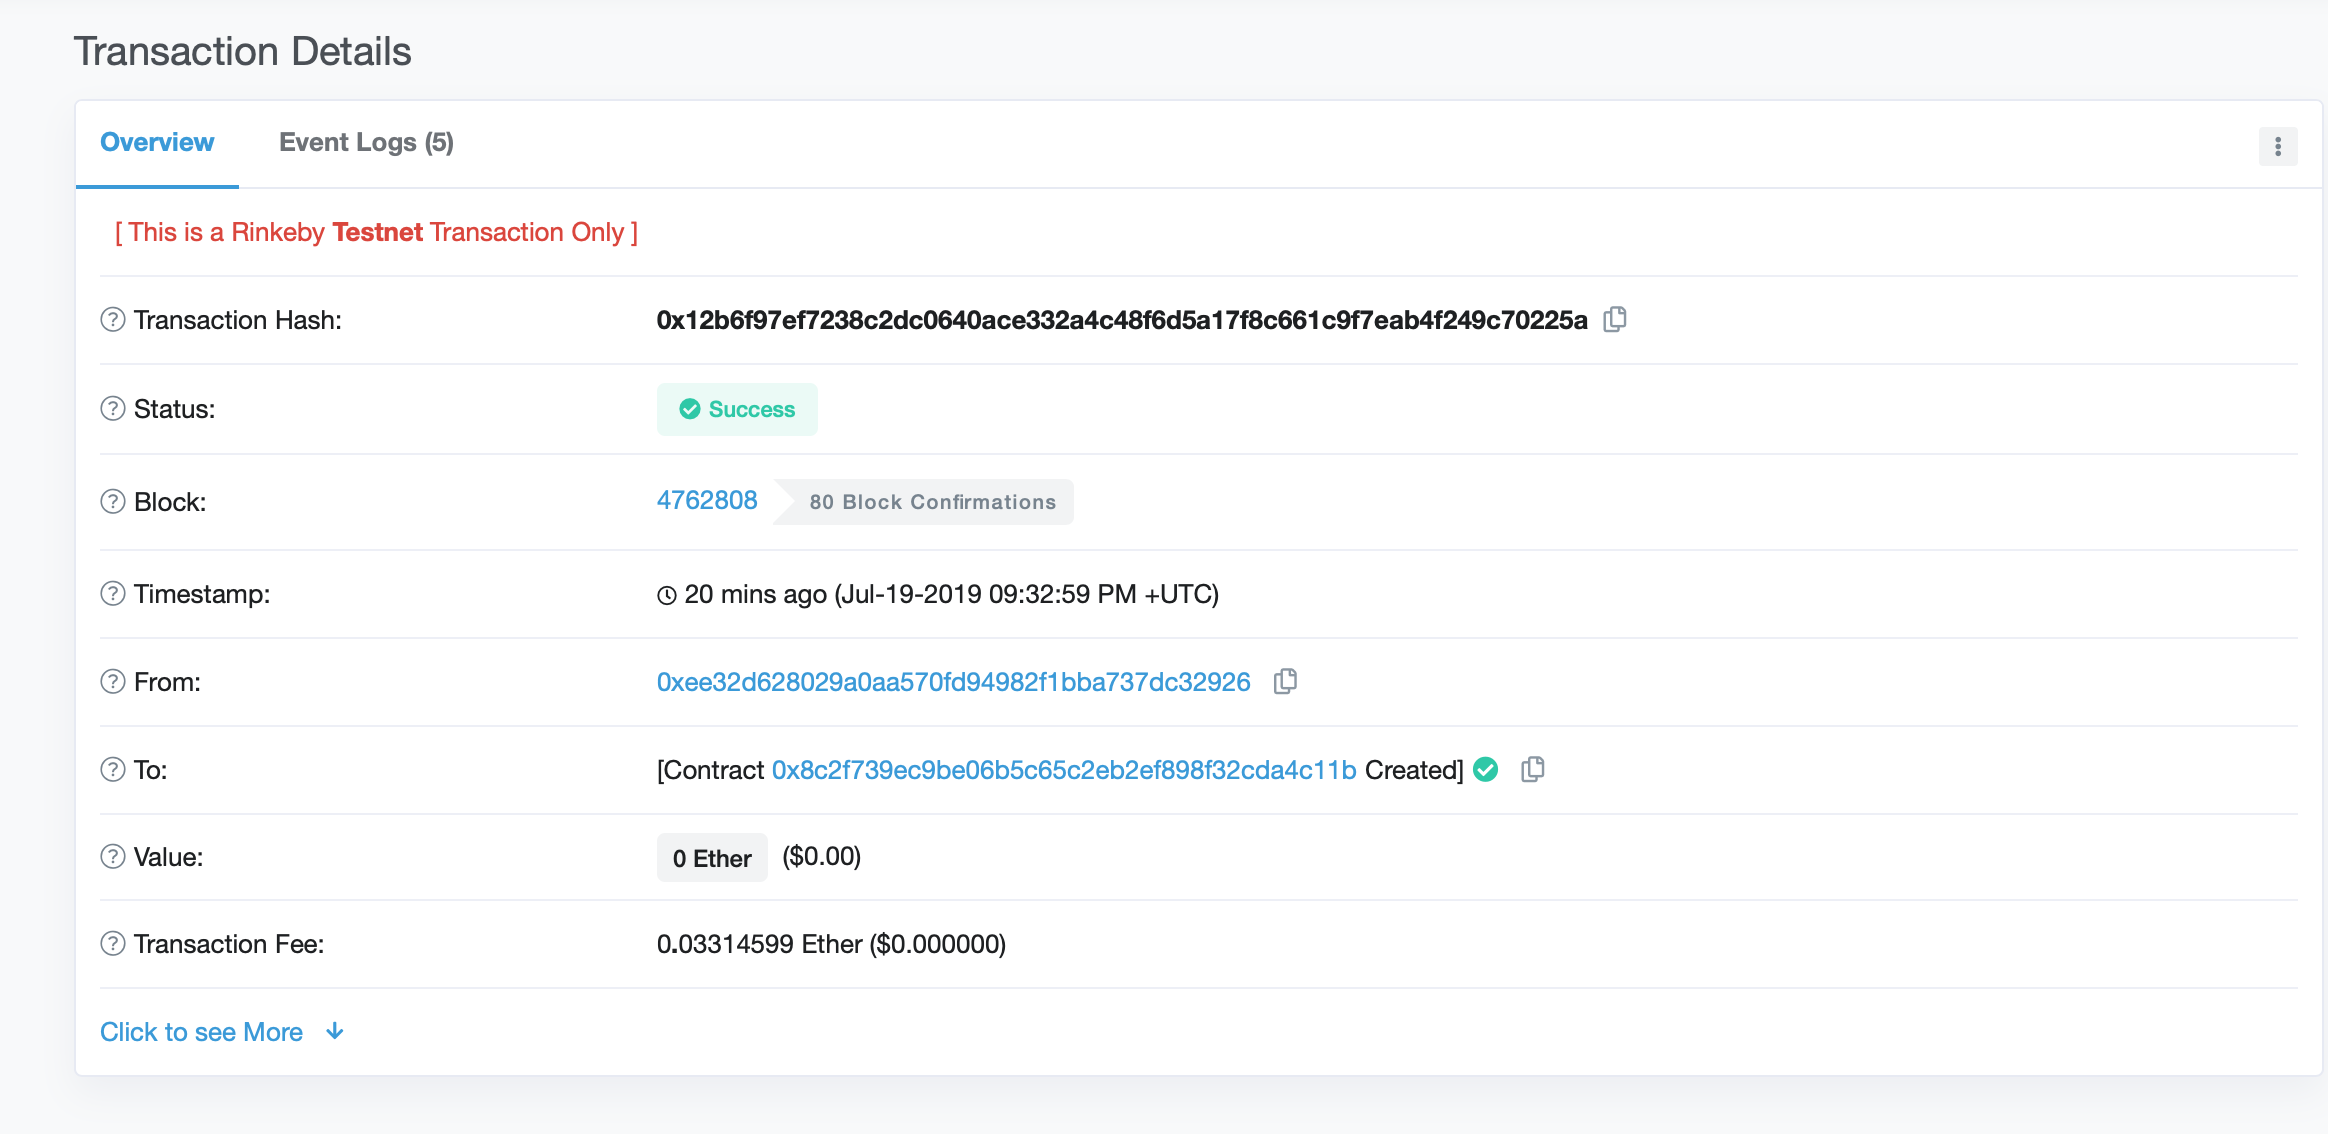 Transaction Details
Overview Event Logs (5)
[ This is a Rinkeby Testnet Transaction Only ]
Transaction Hash: 0x12b6f97ef7238c2dc0640ace332a4c48f6d5a17f8c661c9f7eab4f249c70225a
Status: Success
Block: 4762808 80 Block Confirmations
Timestamp: 20 mins ago (Jul-19-2019 09:32:59 PM +UTC)
From: 0xee32d628029a0aa570fd94982f1bba737dc32926
To: [Contract 0x8c2f739ec9be06b5c65c2eb2ef898f32cda4c11b Created]
Value: 0 Ether ($0.00)
Transaction Fee: 0.03314599 Ether ($0.000000)
Click to see More